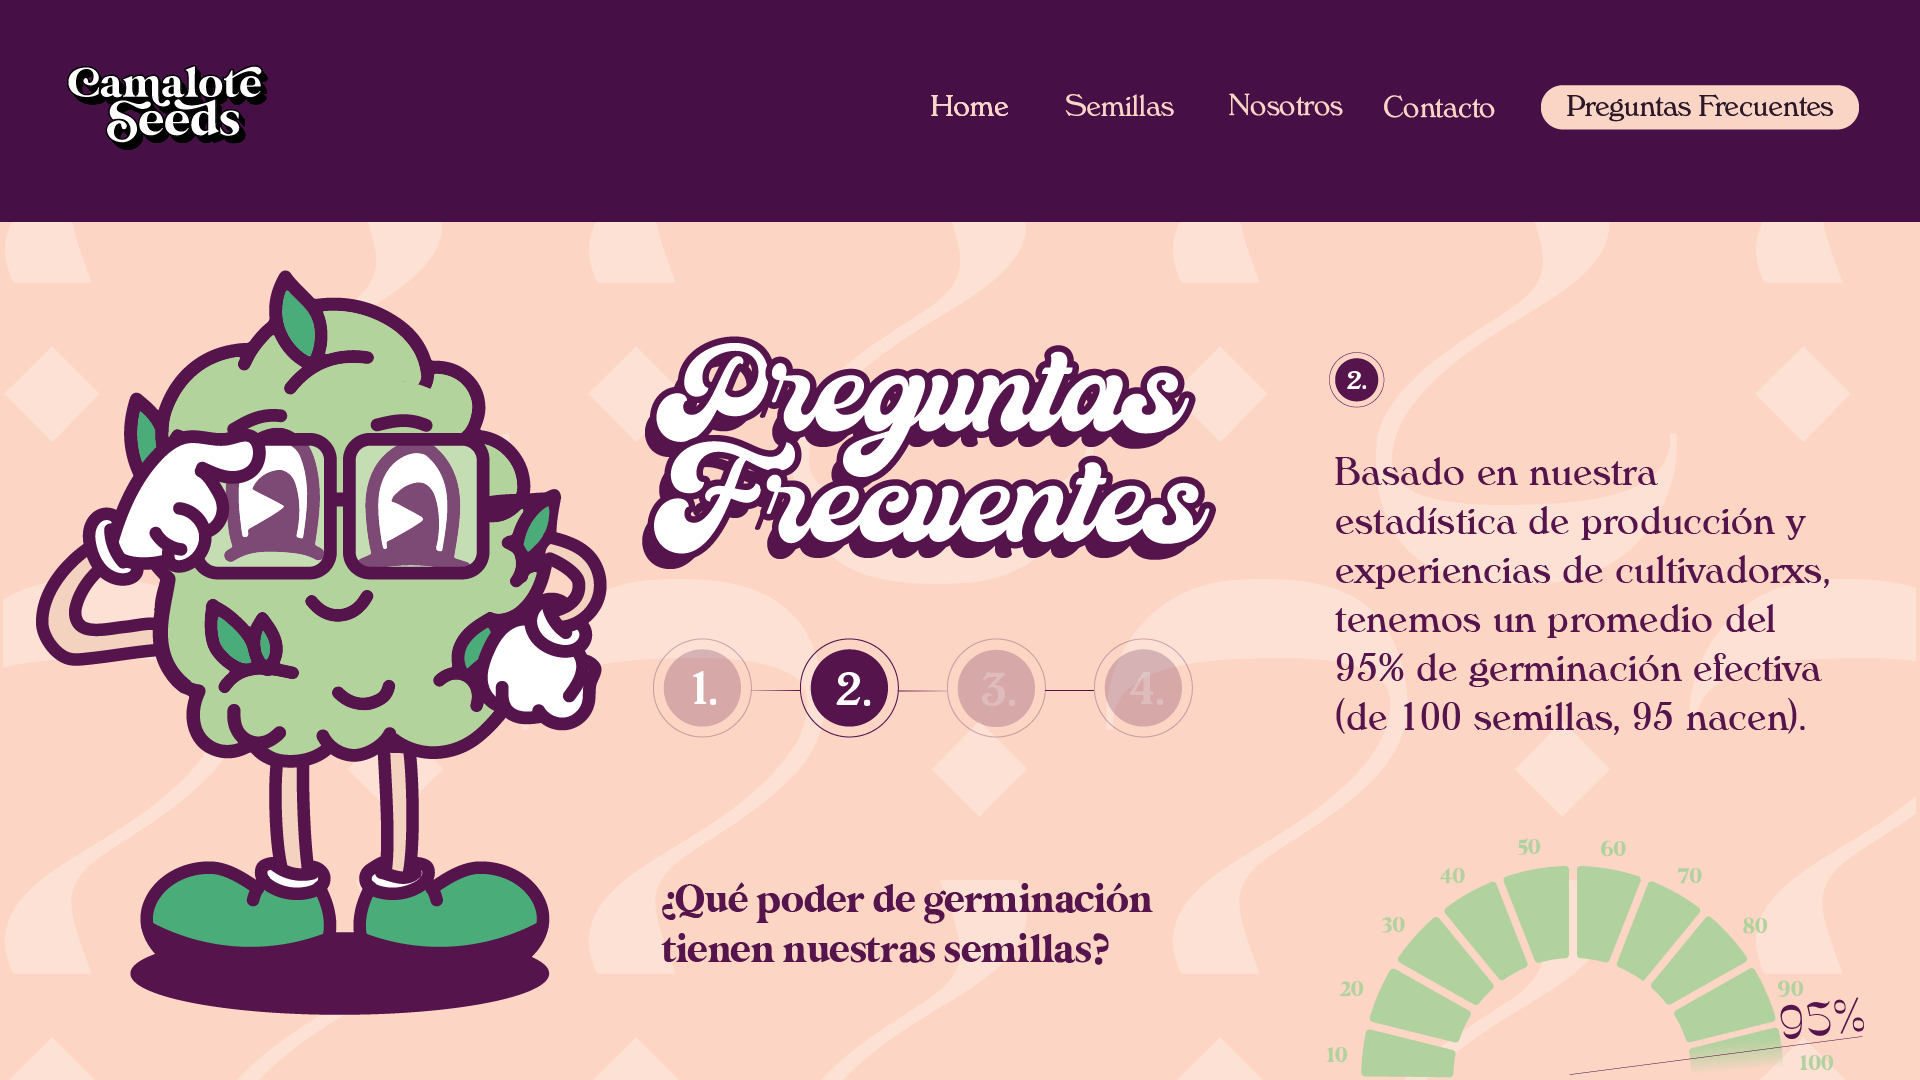 Camalote
Seeds
Home
Semillas
Nosotros
Contacto
Preguntas Frecuentes
Preguntas
Frecuentes
1.
2.
3.
4.
¿Qué poder de germinación
tienen nuestras semillas?
2.
Basado en nuestra
estadística de producción y
experiencias de cultivadorxs,
tenemos un promedio del
95% de germinación efectiva
(de 100 semillas, 95 nacen).
10
20
30
40
50
60
70
80
90
95%
100